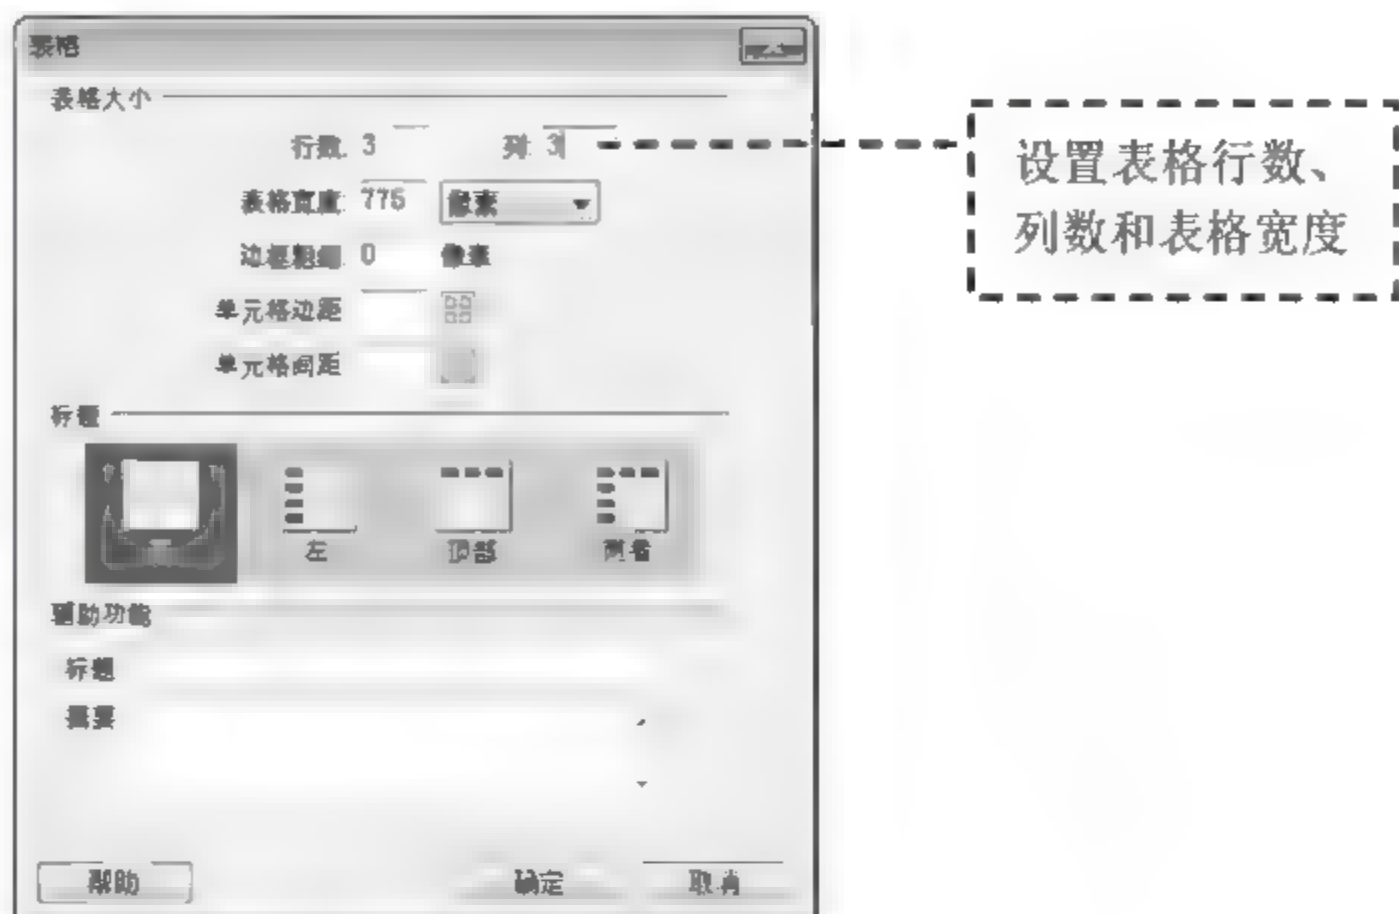 表格
表格大小
行数: 3 列: 3
表格宽度: 775 像素
边框粗细: 0 像素
单元格边距
单元格间距
标题
左 顶部 两者
辅助功能
标题
摘要
帮助 确定 取消
设置表格行数、
列数和表格宽度